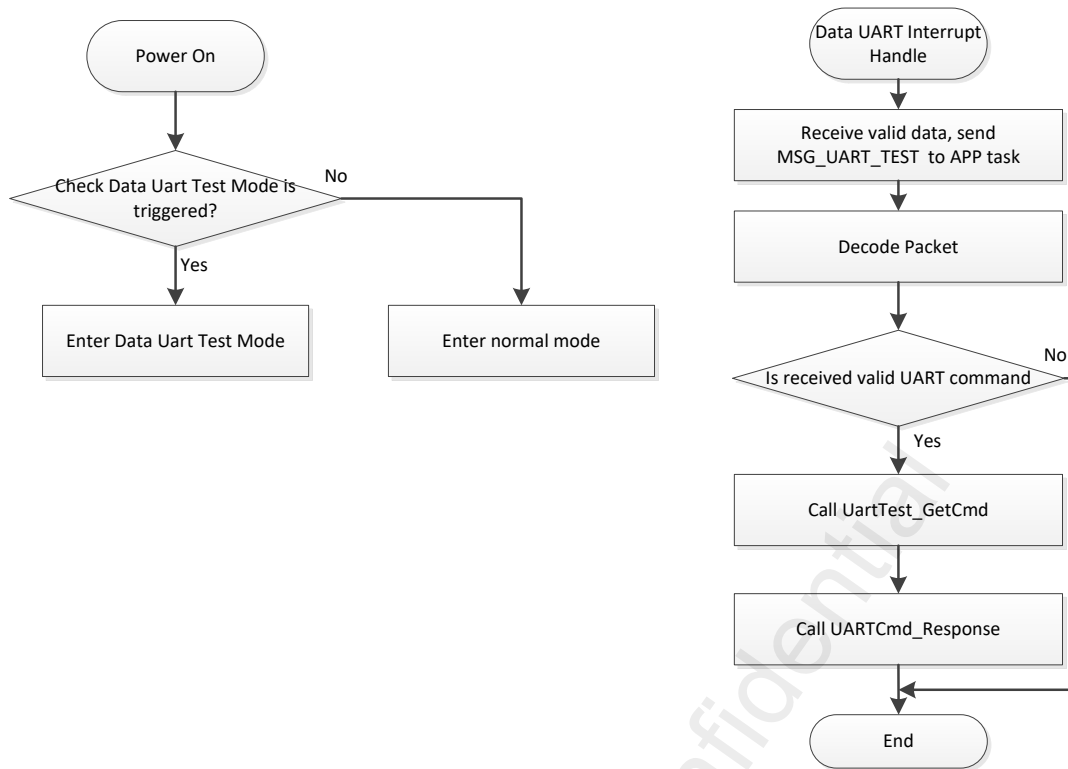 Power On
Check Data Uart Test Mode is
triggered?
No
Yes
Enter Data Uart Test Mode
Enter normal mode
Data UART Interrupt
Handle
Receive valid data, send
MSG_UART_TEST to APP task
Decode Packet
Is received valid UART command
No
Yes
Call UartTest_GetCmd
Call UARTCmd_Response
End
nfidential